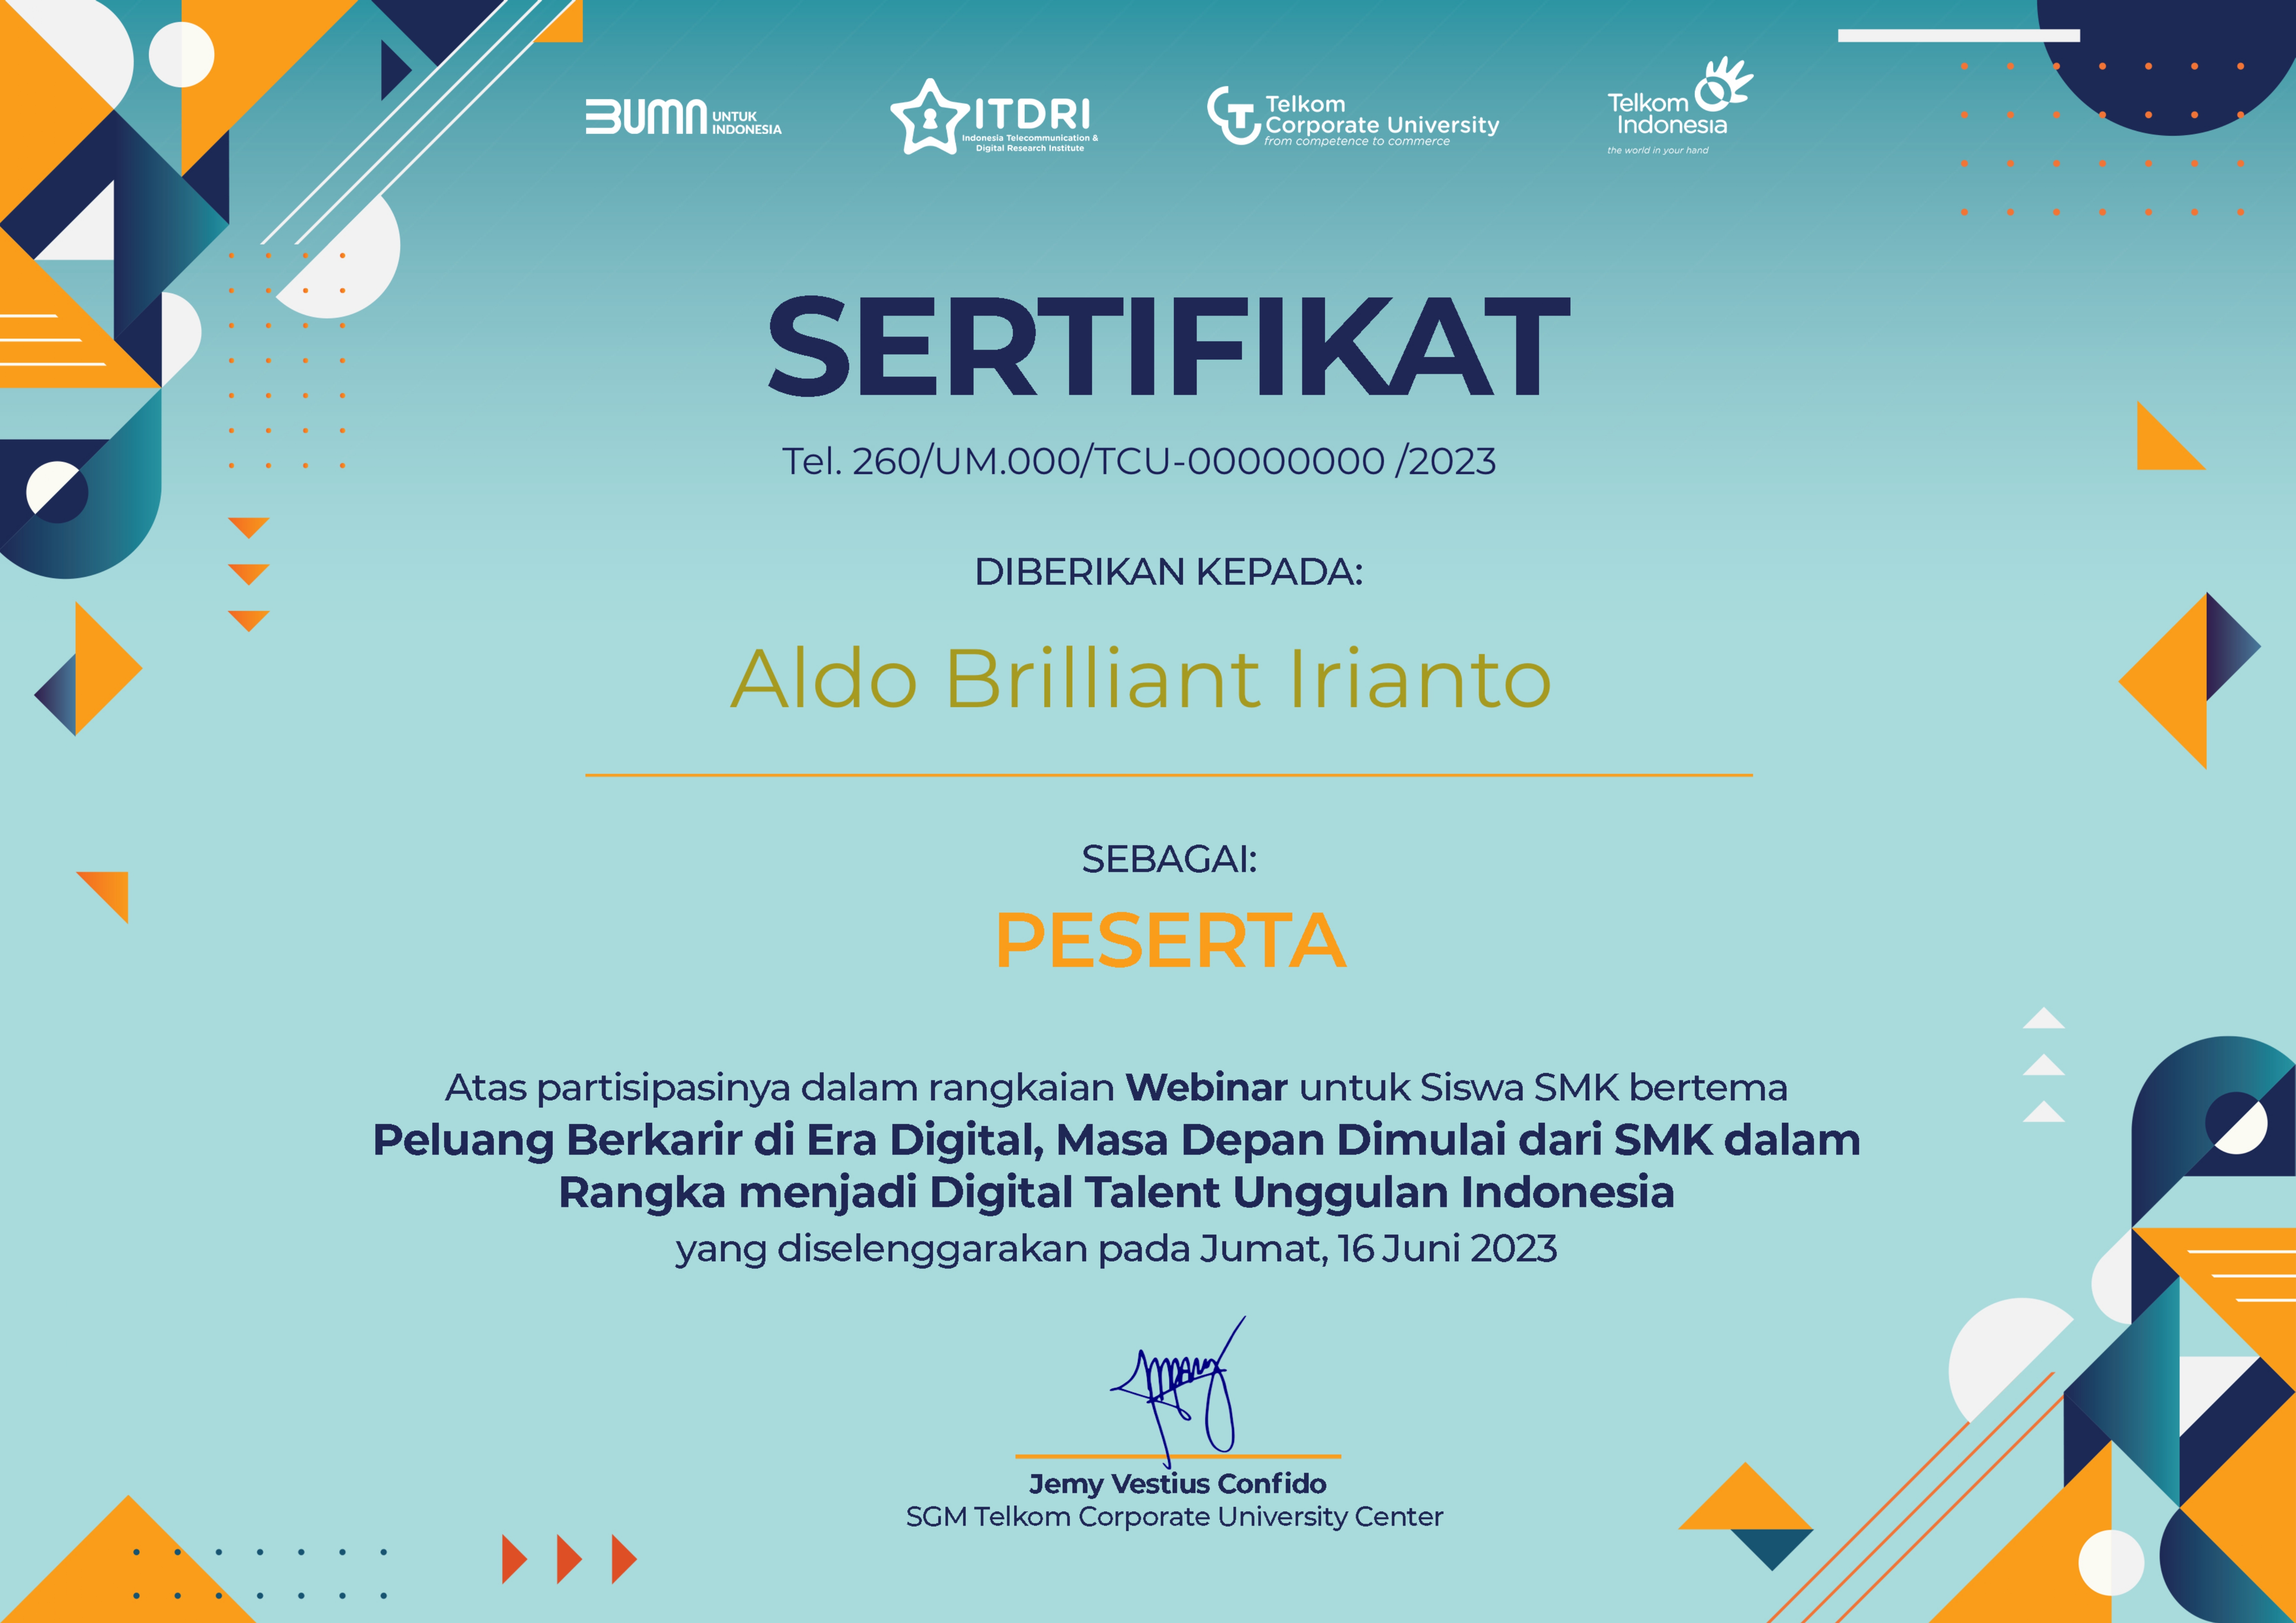 BUMN UNTUK INDONESIA
ITDRI
Indonesia Telecommunication &
Digital Research Institute
Telkom
Corporate University
from competence to commerce
Telkom
Indonesia
the world in your hand
SERTIFIKAT
Tel. 260/UM.000/TCU-00000000 /2023
DIBERIKAN KEPADA:
Aldo Brilliant Irianto
SEBAGAI:
PESERTA
Atas partisipasinya dalam rangkaian Webinar untuk Siswa SMK bertema
Peluang Berkarir di Era Digital, Masa Depan Dimulai dari SMK dalam
Rangka menjadi Digital Talent Unggulan Indonesia
yang diselenggarakan pada Jumat, 16 Juni 2023
Jemy Vestius Confido
SGM Telkom Corporate University Center